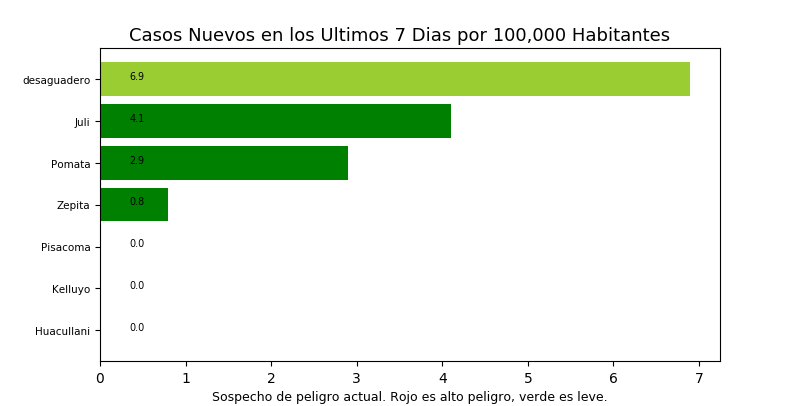 Casos Nuevos en los Ultimos 7 Dias por 100,000 Habitantes
desaguadero 6.9
Juli 4.1
Pomata 2.9
Zepita 0.8
Pisacoma 0.0
Kelluyo 0.0
Huacullani 0.0
0 1 2 3 4 5 6 7
Sospecho de peligro actual. Rojo es alto peligro, verde es leve.